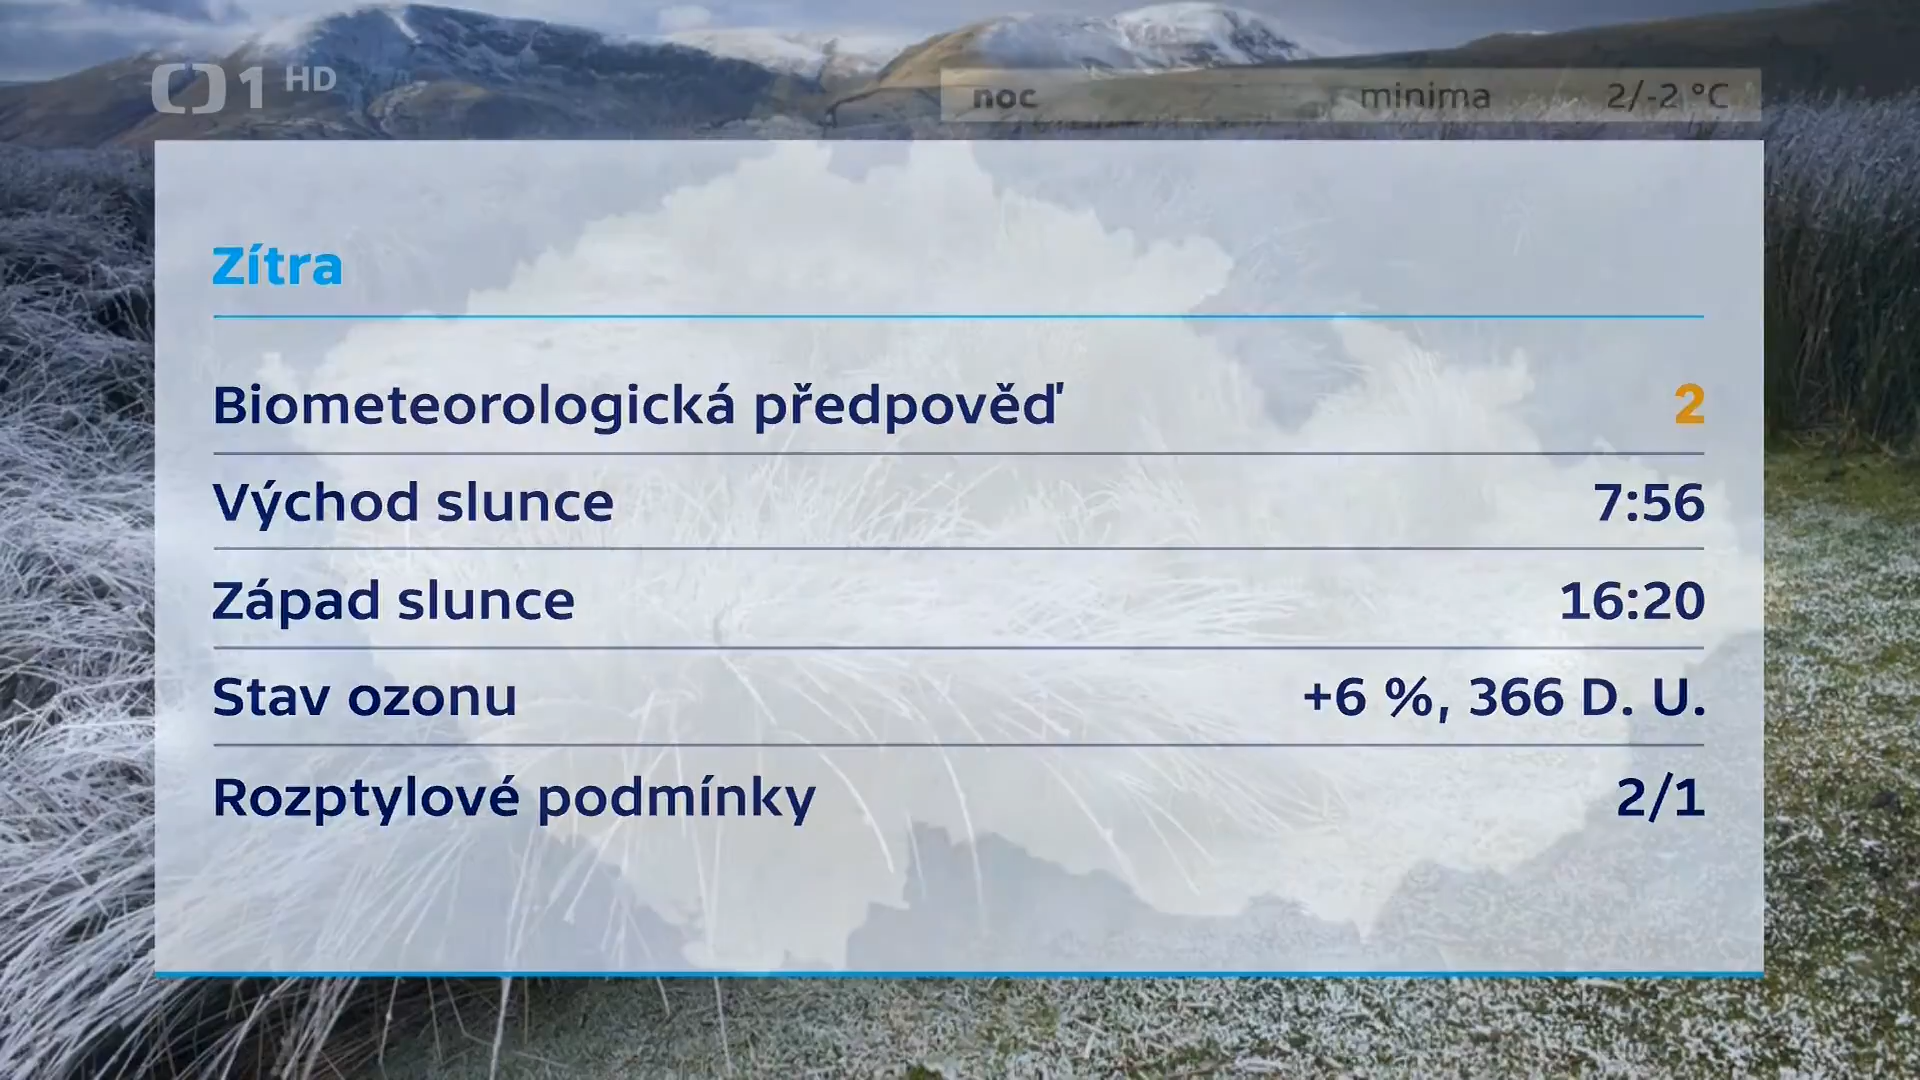 1 HD
noc minima 2/-2 °C
Zítra
Biometeorologická předpověď 2
Východ slunce 7:56
Západ slunce 16:20
Stav ozonu +6 %, 366 D. U.
Rozptylové podmínky 2/1